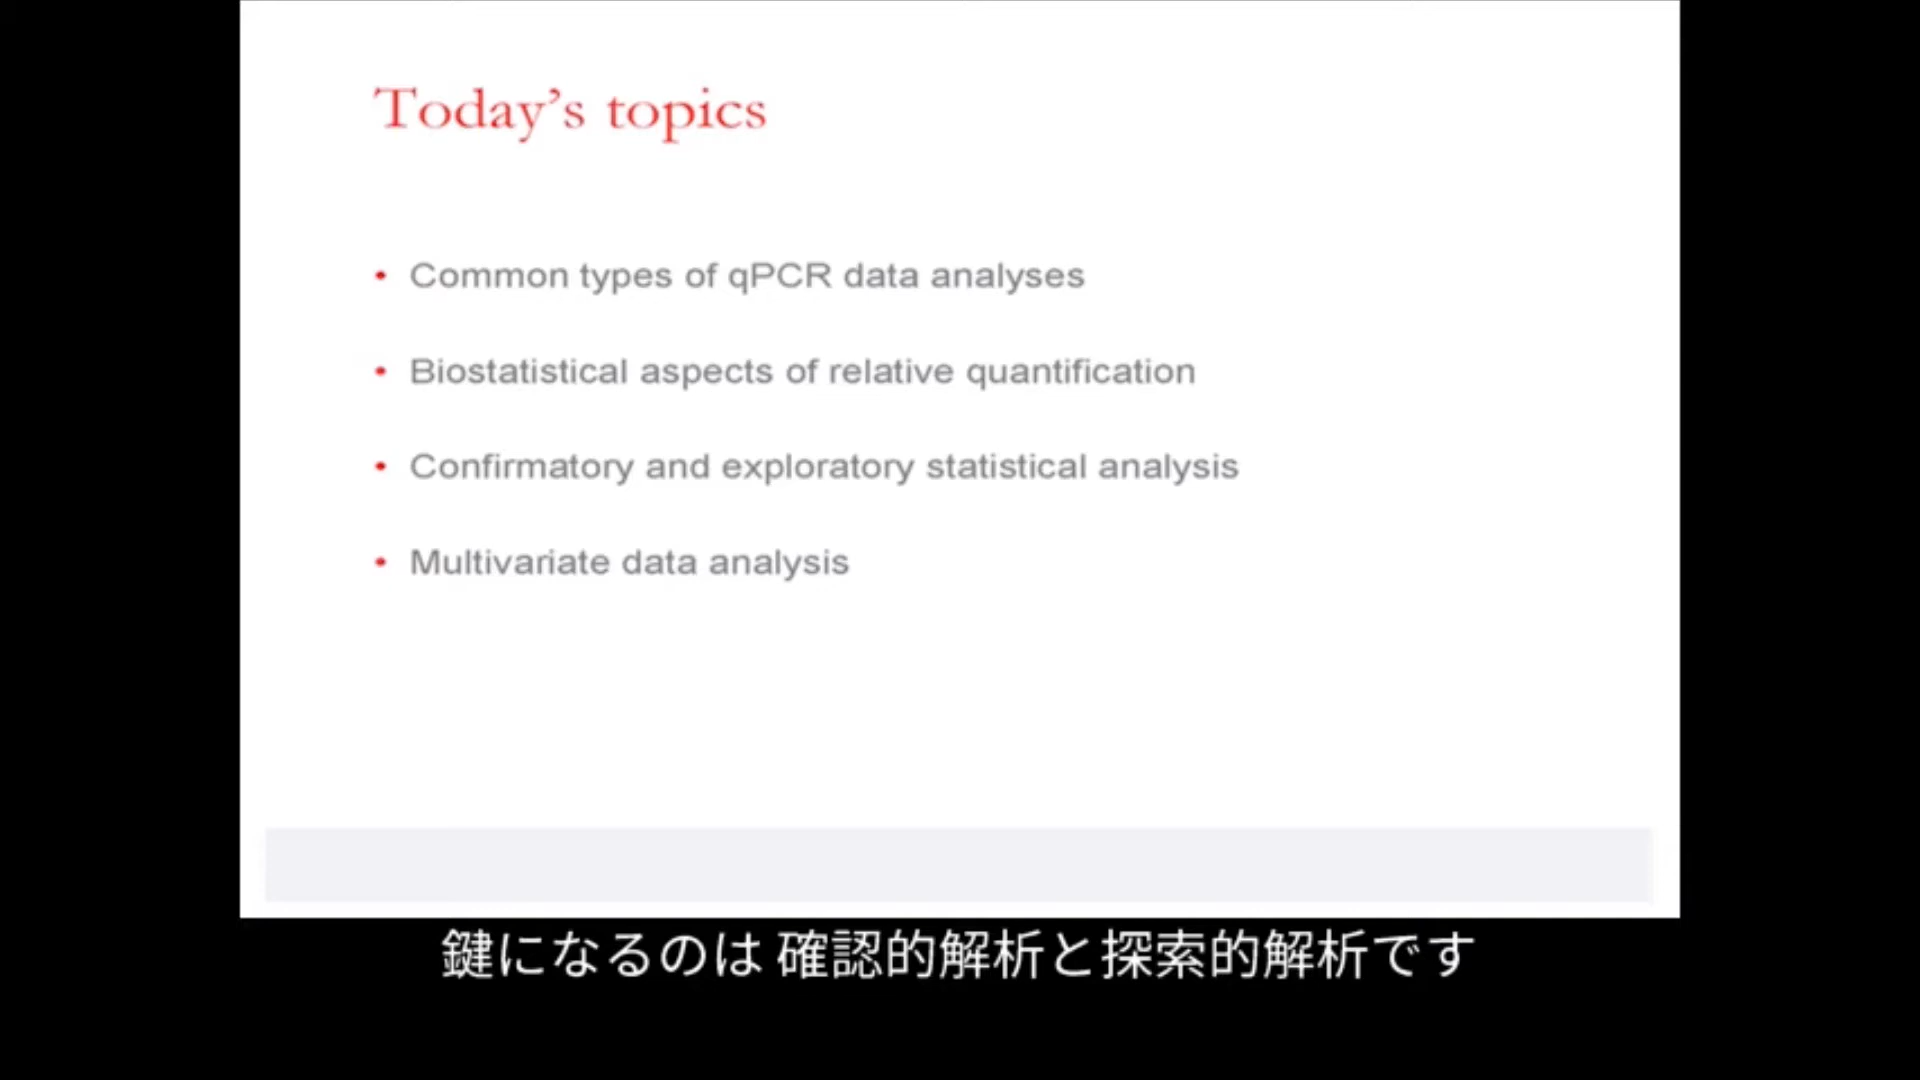 Today’s topics
• Common types of qPCR data analyses
• Biostatistical aspects of relative quantification
• Confirmatory and exploratory statistical analysis
• Multivariate data analysis
鍵になるのは 確認的解析と探索的解析です